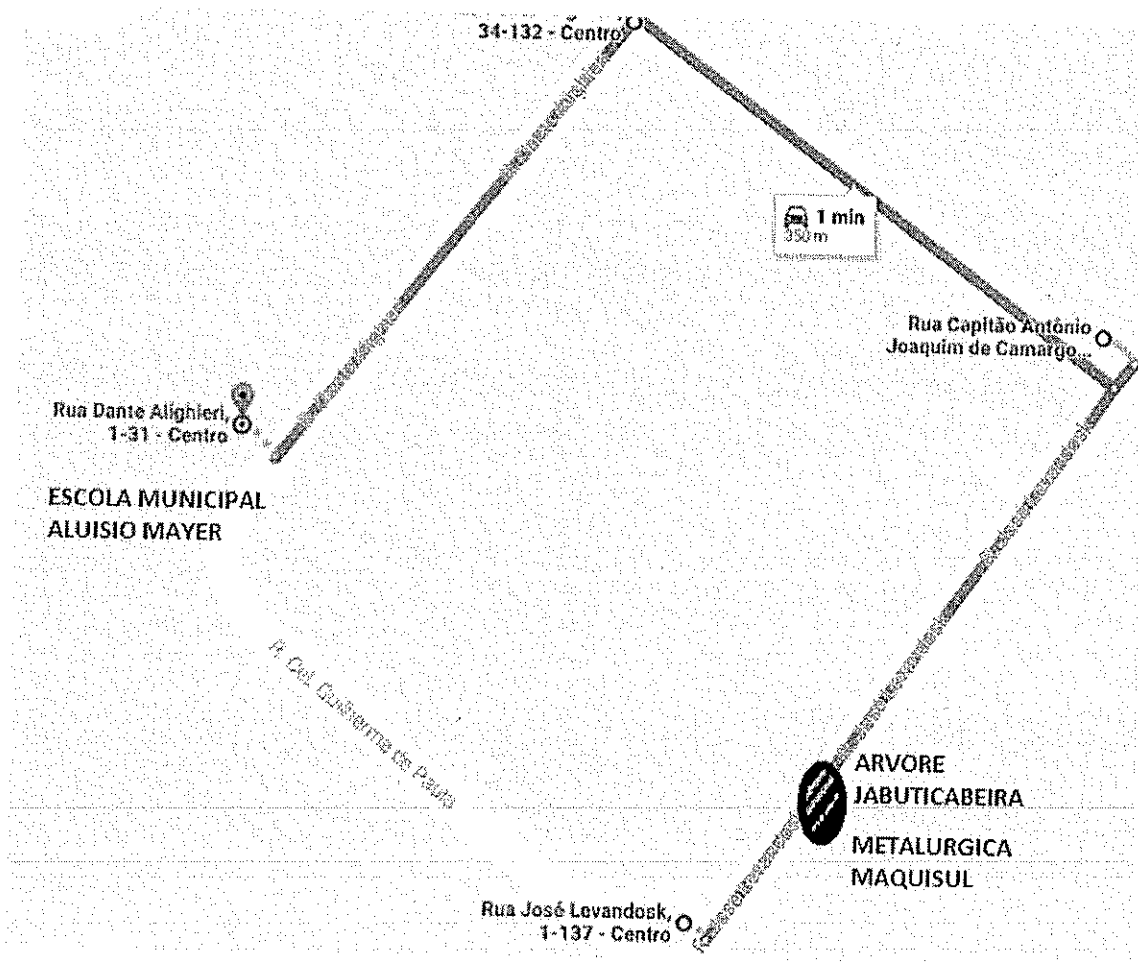 34-132 - Centro
1 min
350 m
Rua Capitão Antônio
Joaquim de Camargo...
Rua Dante Alighieri,
1-31 - Centro
ESCOLA MUNICIPAL
ALUISIO MAYER
R. Cel. Guilherme de Paula
ARVORE
JABUTICABEIRA
METALURGICA
MAQUISUL
Rua José Levandosk,
1-137 - Centro